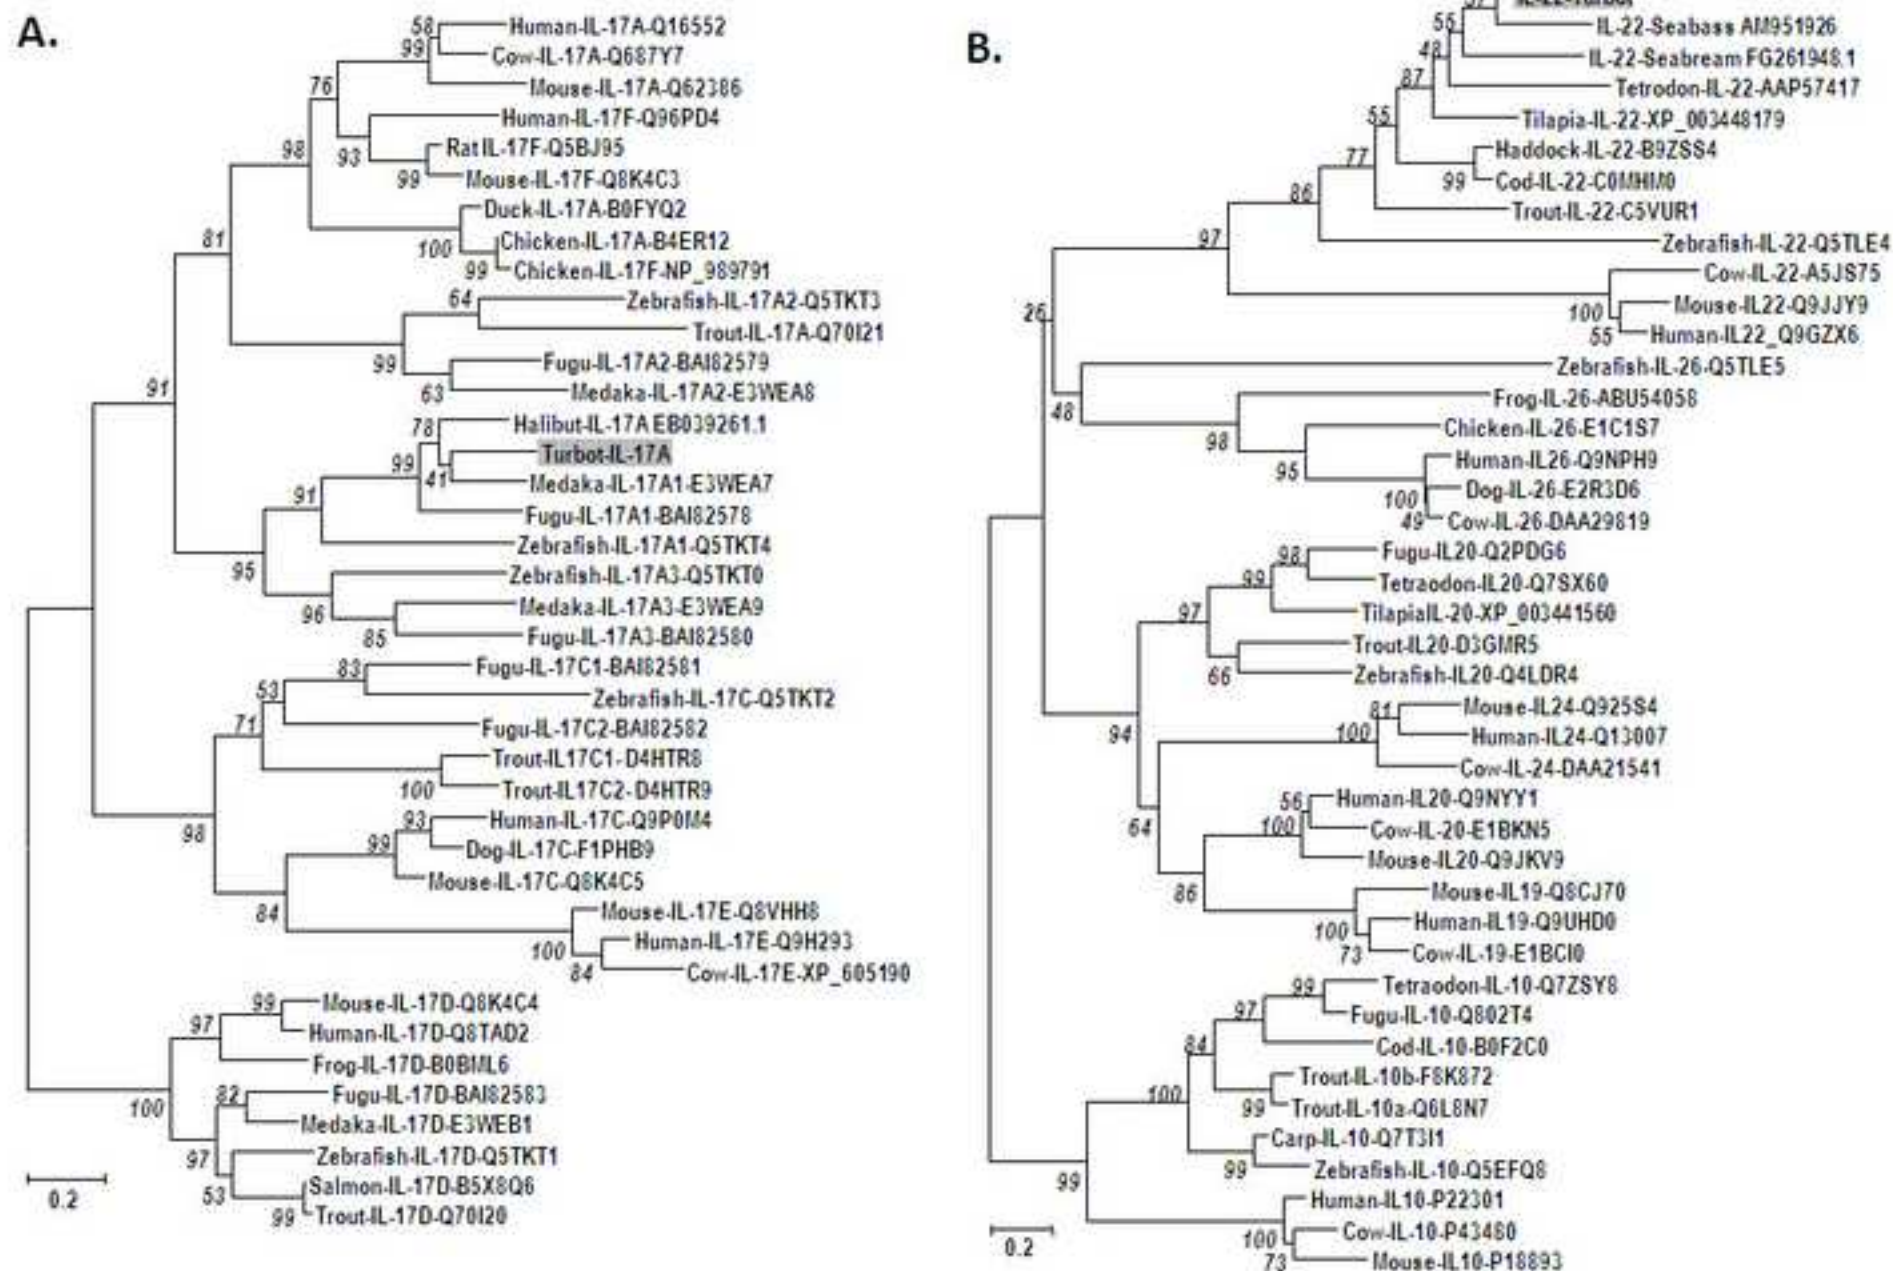 A.
58
Human-IL-17A-Q16552
99
Cow-IL-17A-Q687Y7
76
Mouse-IL-17A-Q62386
Human-IL-17F-Q96PD4
98
93
Rat IL-17F-Q5BJ95
99
Mouse-IL-17F-Q8K4C3
Duck-IL-17A-B0FYQ2
81
100
Chicken-IL-17A-B4ER12
99
Chicken-IL-17F-NP_989791
64
Zebrafish-IL-17A2-Q5TKT3
Trout-IL-17A-Q70I21
99
Fugu-IL-17A2-BAI82579
91
63
Medaka-IL-17A2-E3WEA8
78
Halibut-IL-17A EB039261.1
99
Turbot-IL-17A
41
Medaka-IL-17A1-E3WEA7
91
Fugu-IL-17A1-BAI82578
Zebrafish-IL-17A1-Q5TKT4
95
Zebrafish-IL-17A3-Q5TKT0
96
Medaka-IL-17A3-E3WEA9
85
Fugu-IL-17A3-BAI82580
83
Fugu-IL-17C1-BAI82581
53
Zebrafish-IL-17C-Q5TKT2
71
Fugu-IL-17C2-BAI82582
Trout-IL17C1- D4HTR8
100
Trout-IL17C2- D4HTR9
98
93
Human-IL-17C-Q9P0M4
99
Dog-IL-17C-F1PHB9
Mouse-IL-17C-Q8K4C5
84
Mouse-IL-17E-Q8VHH8
100
Human-IL-17E-Q9H293
84
Cow-IL-17E-XP_605190
99
Mouse-IL-17D-Q8K4C4
97
Human-IL-17D-Q8TAD2
Frog-IL-17D-B0BML6
100
82
Fugu-IL-17D-BAI82583
Medaka-IL-17D-E3WEB1
97
Zebrafish-IL-17D-Q5TKT1
53
Salmon-IL-17D-B5X8Q6
99
Trout-IL-17D-Q70I20
0.2
B.
55
IL-22-Seabass AM951926
48
IL-22-Seabream FG261948.1
87
Tetrodon-IL-22-AAP57417
55
Tilapia-IL-22-XP_003448179
77
Haddock-IL-22-B9ZSS4
99
Cod-IL-22-C0MHM0
86
Trout-IL-22-C5VUR1
97
Zebrafish-IL-22-Q5TLE4
Cow-IL-22-A5JS75
26
100
Mouse-IL22-Q9JJY9
55
Human-IL22_Q9GZX6
Zebrafish-IL-26-Q5TLE5
48
Frog-IL-26-ABU54058
98
Chicken-IL-26-E1C1S7
95
Human-IL26-Q9NPH9
100
Dog-IL-26-E2R3D6
49
Cow-IL-26-DAA29819
98
Fugu-IL20-Q2PDG6
99
Tetraodon-IL20-Q7SX60
97
TilapiaIL-20-XP_003441560
Trout-IL20-D3GMR5
66
Zebrafish-IL20-Q4LDR4
94
81
Mouse-IL24-Q925S4
100
Human-IL24-Q13007
Cow-IL-24-DAA21541
64
56
Human-IL20-Q9NYY1
100
Cow-IL-20-E1BKN5
Mouse-IL20-Q9JKV9
86
Mouse-IL19-Q8CJ70
100
Human-IL19-Q9UHD0
73
Cow-IL-19-E1BCI0
99
Tetraodon-IL-10-Q7ZSY8
97
Fugu-IL-10-Q802T4
84
Cod-IL-10-B0F2C0
Trout-IL-10b-F8K872
100
99
Trout-IL-10a-Q6L8N7
Carp-IL-10-Q7T3I1
99
99
Zebrafish-IL-10-Q5EFQ8
Human-IL10-P22301
100
Cow-IL-10-P43480
73
Mouse-IL10-P18893
0.2